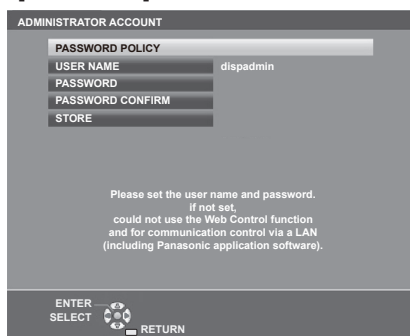 ADMINISTRATOR ACCOUNT
PASSWORD POLICY
USER NAME dispadmin
PASSWORD
PASSWORD CONFIRM
STORE
Please set the user name and password.
if not set,
could not use the Web Control function
and for communication control via a LAN
(including Panasonic application software).
ENTER
SELECT
RETURN